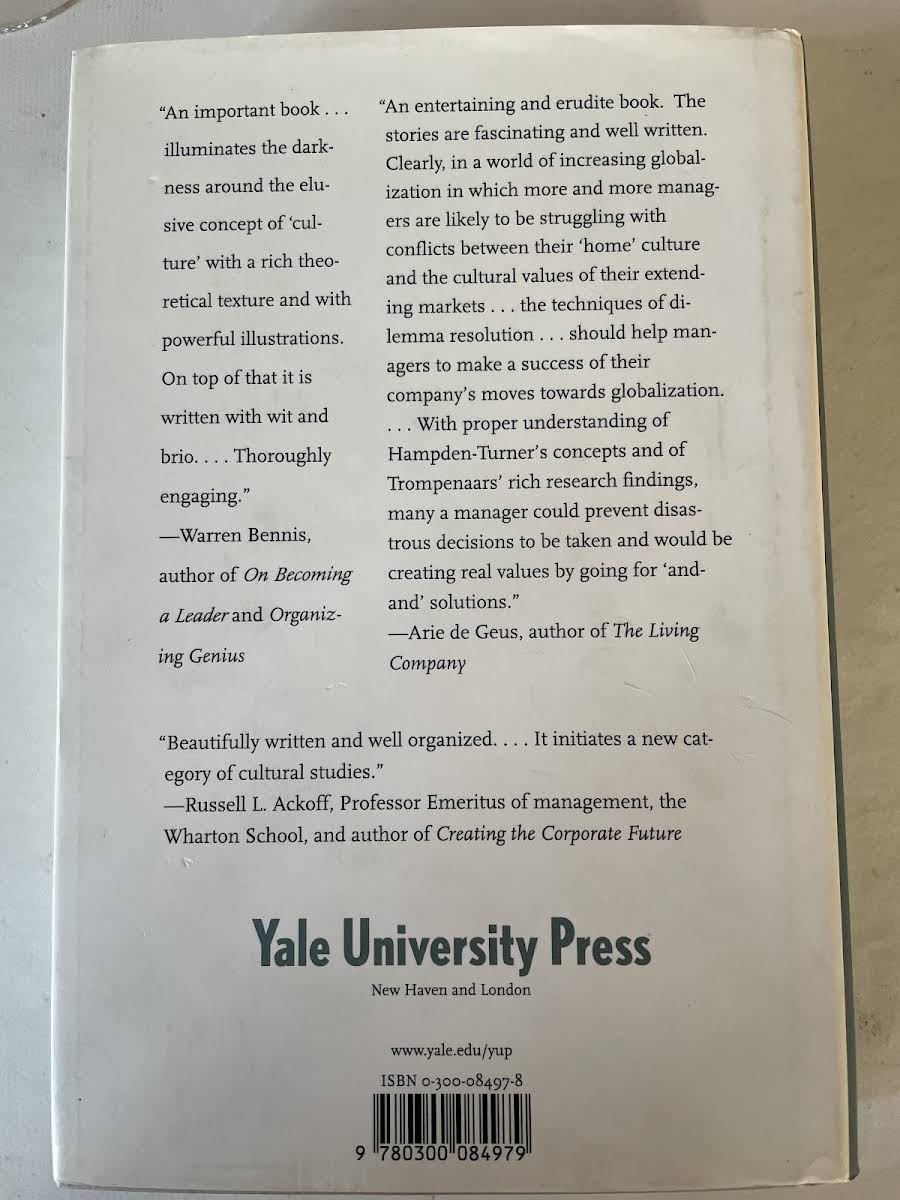 “An important book . . .
illuminates the dark-
ness around the elu-
sive concept of ‘cul-
ture’ with a rich theo-
retical texture and with
powerful illustrations.
On top of that it is
written with wit and
brio. . . . Thoroughly
engaging.”
—Warren Bennis,
author of On Becoming
a Leader and Organiz-
ing Genius
“An entertaining and erudite book. The
stories are fascinating and well written.
Clearly, in a world of increasing global-
ization in which more and more manag-
ers are likely to be struggling with
conflicts between their ‘home’ culture
and the cultural values of their extend-
ing markets . . . the techniques of di-
lemma resolution . . . should help man-
agers to make a success of their
company’s moves towards globalization.
. . . With proper understanding of
Hampden-Turner’s concepts and of
Trompenaars’ rich research findings,
many a manager could prevent disas-
trous decisions to be taken and would be
creating real values by going for ‘and-
and’ solutions.”
—Arie de Geus, author of The Living
Company
“Beautifully written and well organized. . . . It initiates a new cat-
egory of cultural studies.”
—Russell L. Ackoff, Professor Emeritus of management, the
Wharton School, and author of Creating the Corporate Future
Yale University Press
New Haven and London
www.yale.edu/yup
ISBN 0-300-08497-8
9 780300 084979